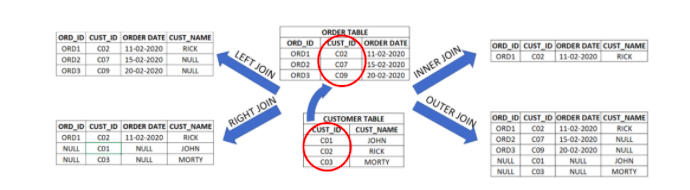 ORD_ID CUST_ID ORDER DATE CUST_NAME
ORD1 C02 11-02-2020 RICK
ORD2 C07 15-02-2020 NULL
ORD3 C09 20-02-2020 NULL
LEFT JOIN
ORDER TABLE
ORD_ID CUST_ID ORDER DATE
ORD1 C02 11-02-2020
ORD2 C07 15-02-2020
ORD3 C09 20-02-2020
INNER JOIN
ORD_ID CUST_ID ORDER DATE CUST_NAME
ORD1 C02 11-02-2020 RICK
ORD_ID CUST_ID ORDER DATE CUST_NAME
ORD1 C02 11-02-2020 RICK
NULL C01 NULL JOHN
NULL C03 NULL MORTY
RIGHT JOIN
CUSTOMER TABLE
CUST_ID CUST_NAME
C01 JOHN
C02 RICK
C03 MORTY
OUTER JOIN
ORD_ID CUST_ID ORDER DATE CUST_NAME
ORD1 C02 11-02-2020 RICK
ORD2 C07 15-02-2020 NULL
ORD3 C09 20-02-2020 NULL
NULL C01 NULL JOHN
NULL C03 NULL MORTY